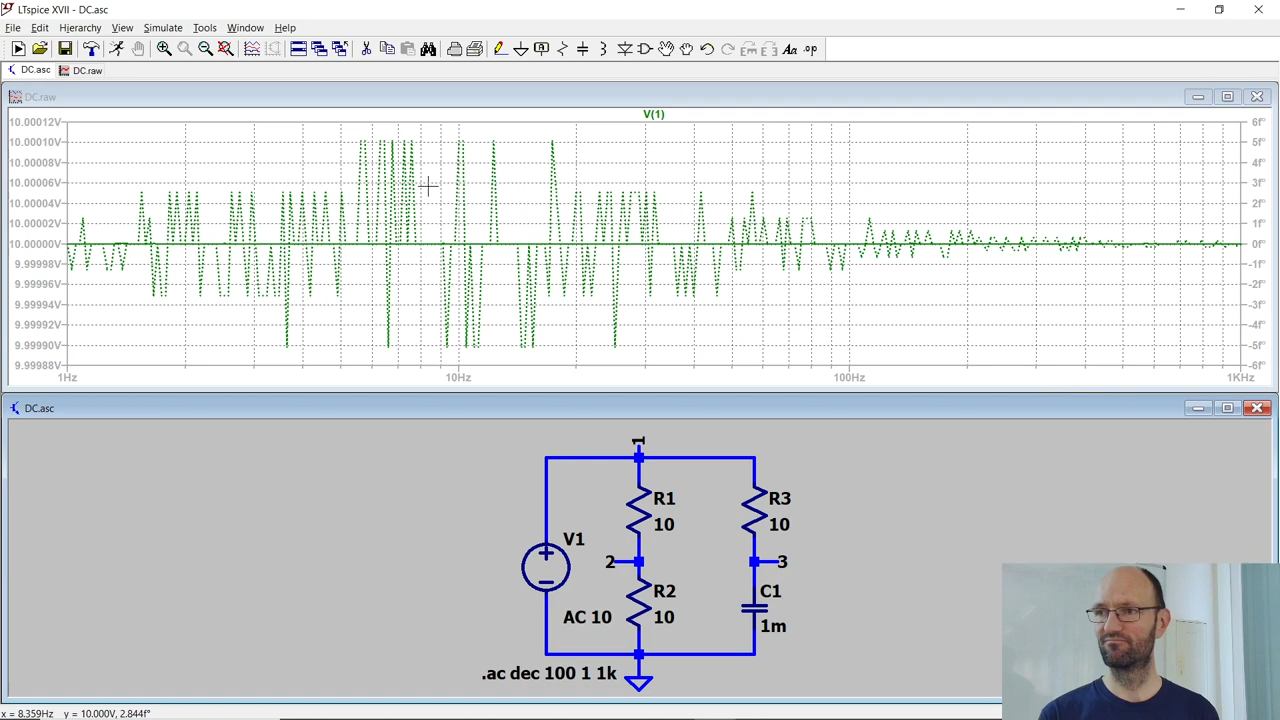 LTspice XVII - DC.asc
File Edit Hierarchy View Simulate Tools Window Help
DC.asc DC.raw
DC.raw
V(1)
10.00012V 6f°
10.00010V 5f°
10.00008V 4f°
10.00006V 3f°
10.00004V 2f°
10.00002V 1f°
10.00000V 0f°
9.99998V -1f°
9.99996V -2f°
9.99994V -3f°
9.99992V -4f°
9.99990V -5f°
9.99988V -6f°
1Hz 10Hz 100Hz 1KHz
DC.asc
1
R1 R3
10 10
V1
2 3
R2 C1
AC 10 10 1m
.ac dec 100 1 1k
x = 8.359Hz y = 10.000V, 2.844f°